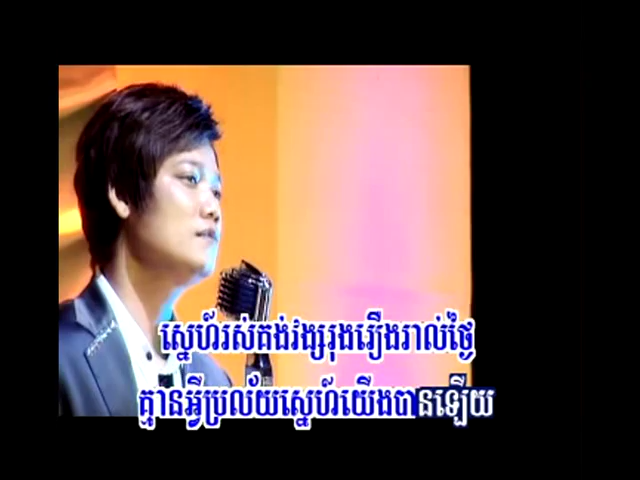 ស្នេហ៍រស់គង់វង្សរុងរឿងរាល់ថ្ងៃ
គ្មានអ្វីប្រល័យស្នេហ៍យើងបានឡើយ